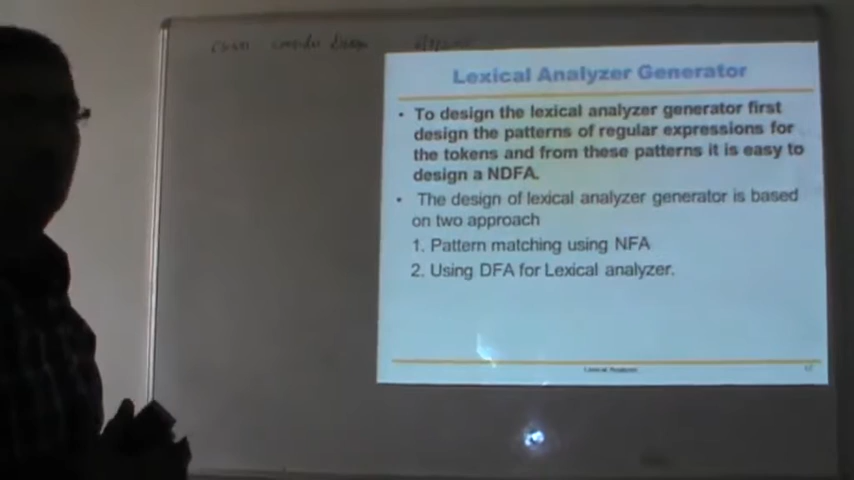 Lexical Analyzer Generator
• To design the lexical analyzer generator first
design the patterns of regular expressions for
the tokens and from these patterns it is easy to
design a NDFA.
• The design of lexical analyzer generator is based
on two approach
1. Pattern matching using NFA
2. Using DFA for Lexical analyzer.
Lexical Analysis